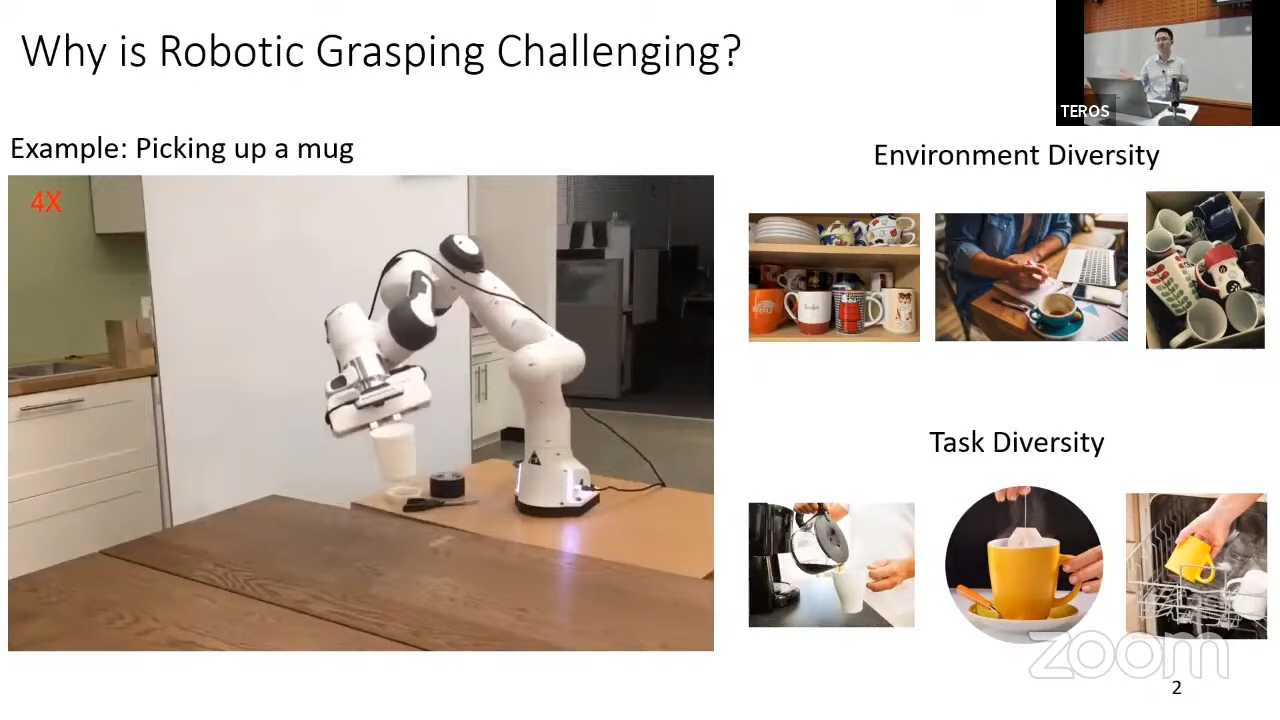 Why is Robotic Grasping Challenging?
TEROS
Example: Picking up a mug
Environment Diversity
4X
Task Diversity
zoom
2